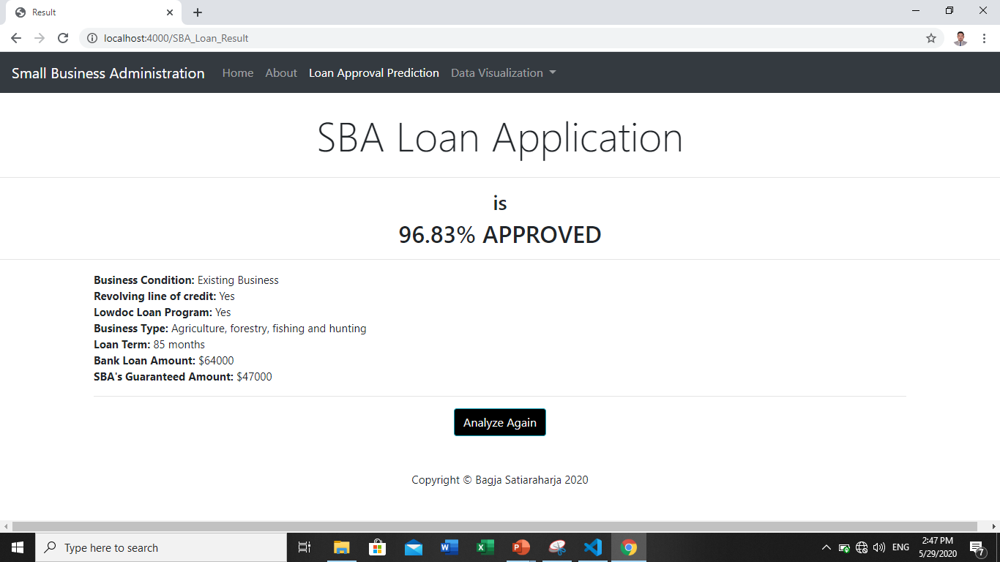 Result
localhost:4000/SBA_Loan_Result
Small Business Administration Home About Loan Approval Prediction Data Visualization
SBA Loan Application
is
96.83% APPROVED
Business Condition: Existing Business
Revolving line of credit: Yes
Lowdoc Loan Program: Yes
Business Type: Agriculture, forestry, fishing and hunting
Loan Term: 85 months
Bank Loan Amount: $64000
SBA's Guaranteed Amount: $47000
Analyze Again
Copyright © Bagja Satiaraharja 2020
Type here to search
ENG
2:47 PM
5/29/2020
7